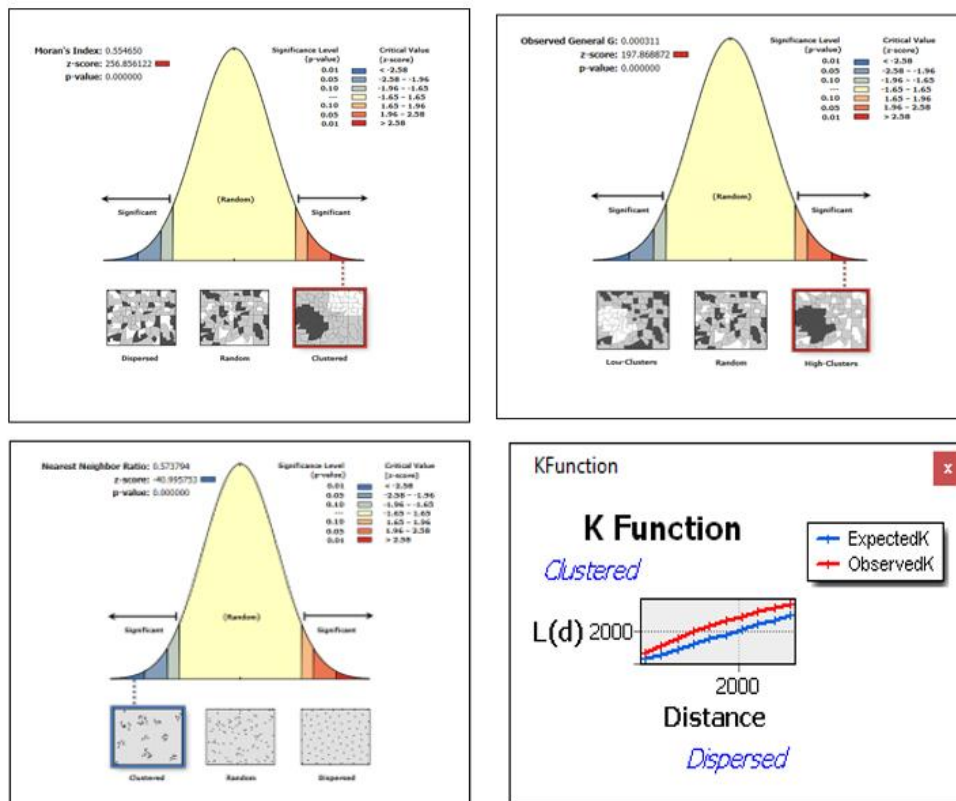 Moran's Index: 0.554650
z-score: 256.856122
p-value: 0.000000
Significance Level
(p-value)
Critical Value
(z-score)
0.01 < -2.58
0.05 -2.58 – -1.96
0.10 -1.96 – -1.65
--- -1.65 – 1.65
0.10 1.65 – 1.96
0.05 1.96 – 2.58
0.01 > 2.58
Significant
(Random)
Significant
Dispersed
Random
Clustered
Observed General G: 0.000311
z-score: 197.868872
p-value: 0.000000
Significance Level
(p-value)
Critical Value
(z-score)
0.01 < -2.58
0.05 -2.58 – -1.96
0.10 -1.96 – -1.65
--- -1.65 – 1.65
0.10 1.65 – 1.96
0.05 1.96 – 2.58
0.01 > 2.58
Significant
(Random)
Significant
Low-Clusters
Random
High-Clusters
Nearest Neighbor Ratio: 0.573794
z-score: -40.995753
p-value: 0.000000
Significance Level
(p-value)
Critical Value
(z-score)
0.01 < -2.58
0.05 -2.58 – -1.96
0.10 -1.96 – -1.65
--- -1.65 – 1.65
0.10 1.65 – 1.96
0.05 1.96 – 2.58
0.01 > 2.58
Significant
(Random)
Significant
Clustered
Random
Dispersed
KFunction
x
K Function
Clustered
ExpectedK
ObservedK
L(d) 2000
2000
Distance
Dispersed